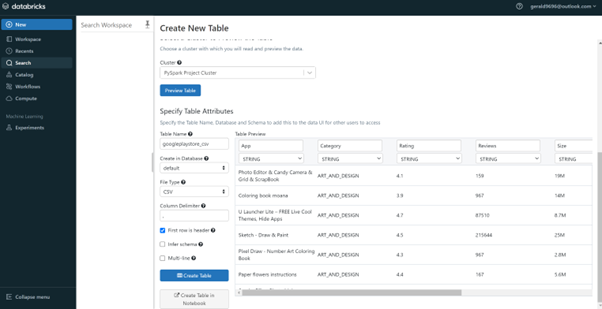 databricks
gerald9696@outlook.com
New
Workspace
Recents
Search
Catalog
Workflows
Compute
Machine Learning
Experiments
Collapse menu
Search Workspace
Create New Table
Choose a cluster with which you will read and preview the data.
Cluster
PySpark Project Cluster
Preview Table
Specify Table Attributes
Specify the Table Name, Database and Schema to add this to the data UI for other users to access
Table Name
googleplaystore_csv
Create in Database
default
File Type
CSV
Column Delimiter
,
First row is header
Infer schema
Multi-line
Create Table
Create Table in
Notebook
Table Preview
App Category Rating Reviews Size
STRING STRING STRING STRING STRING
Photo Editor & Candy Camera &
Grid & ScrapBook ART_AND_DESIGN 4.1 159 19M
Coloring book moana ART_AND_DESIGN 3.9 967 14M
U Launcher Lite – FREE Live Cool
Themes, Hide Apps ART_AND_DESIGN 4.7 87510 8.7M
Sketch - Draw & Paint ART_AND_DESIGN 4.5 215644 25M
Pixel Draw - Number Art Coloring
Book ART_AND_DESIGN 4.3 967 2.8M
Paper flowers instructions ART_AND_DESIGN 4.4 167 5.6M